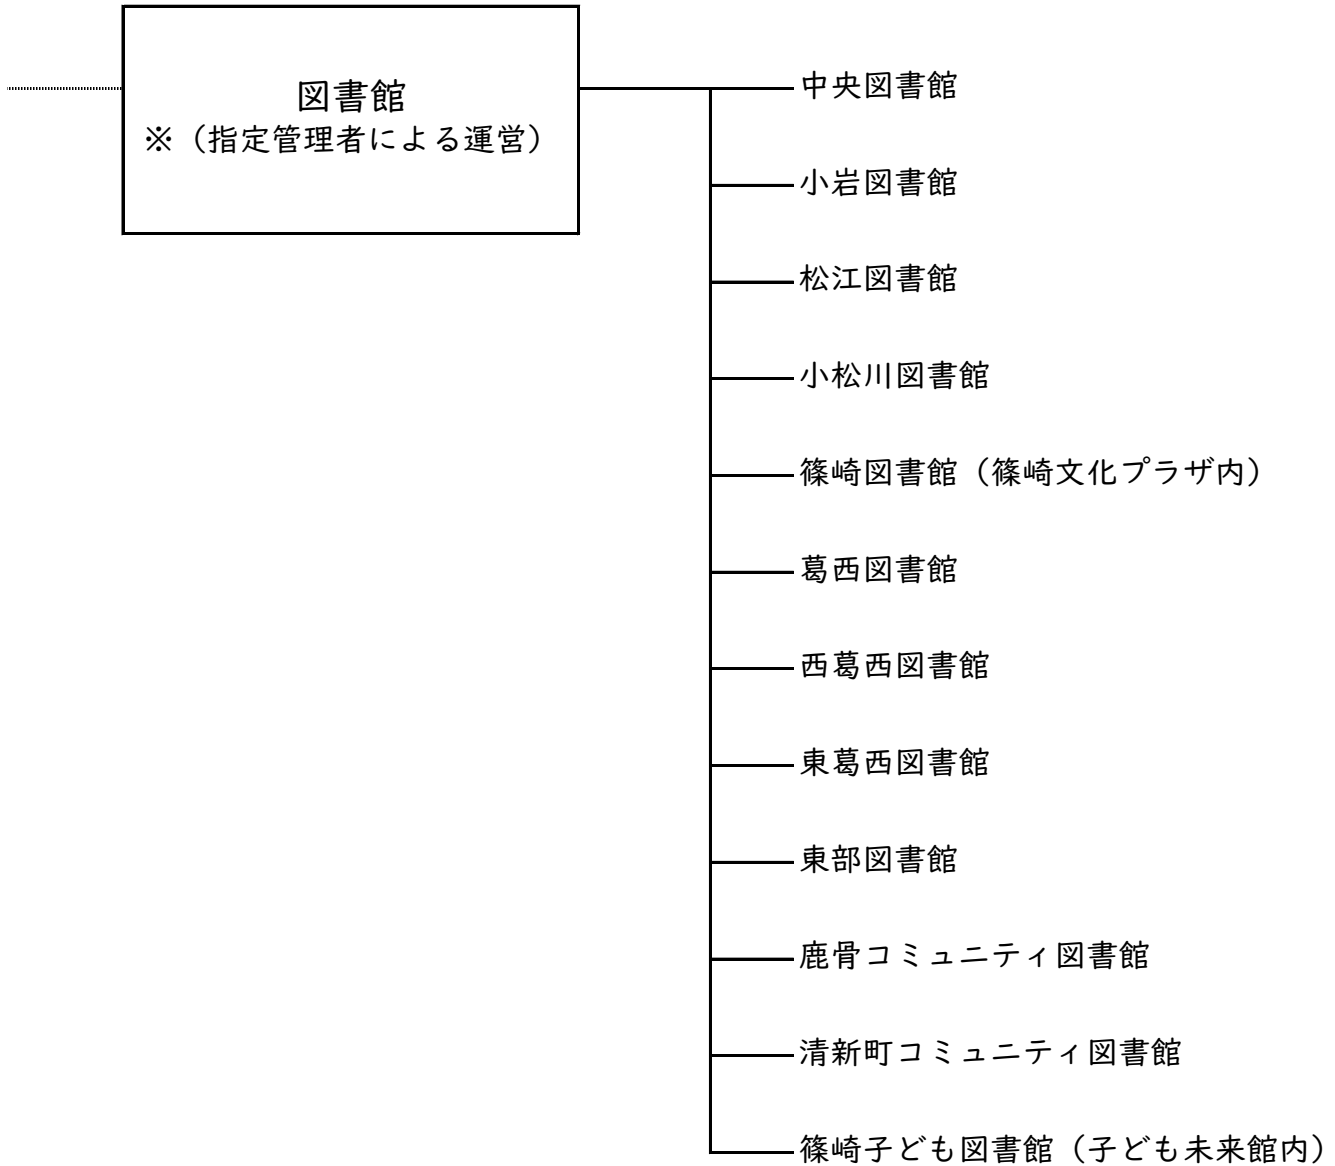 図書館
※（指定管理者による運営）
中央図書館
小岩図書館
松江図書館
小松川図書館
篠崎図書館（篠崎文化プラザ内）
葛西図書館
西葛西図書館
東葛西図書館
東部図書館
鹿骨コミュニティ図書館
清新町コミュニティ図書館
篠崎子ども図書館（子ども未来館内）